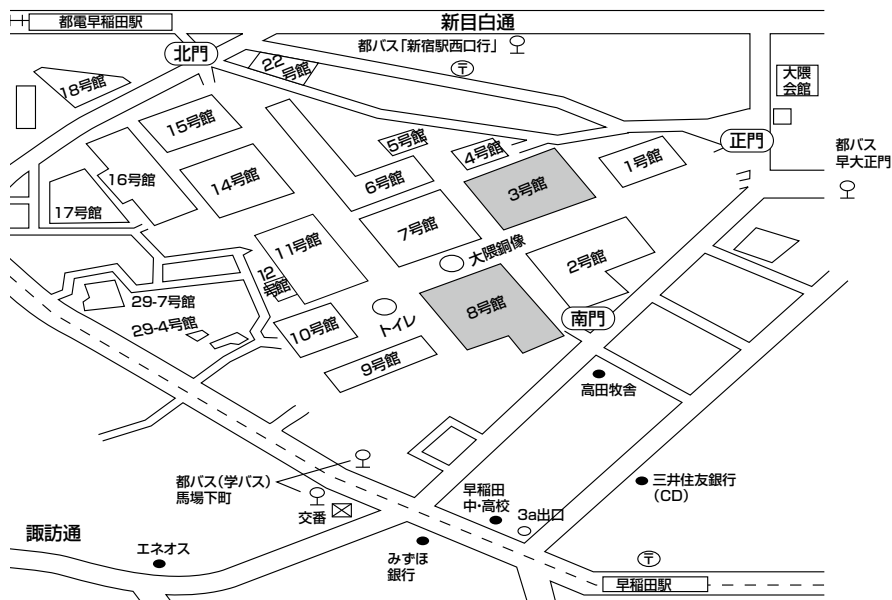 都電早稲田駅
新目白通
北門
都バス「新宿駅西口行」
〒
22
号館
18号館
大隈
会館
15号館
5号館
4号館
1号館
正門
都バス
早大正門
16号館
14号館
6号館
3号館
17号館
7号館
11号館
大隈銅像
2号館
12
号館
29-7号館
29-4号館
8号館
南門
10号館
トイレ
9号館
高田牧舎
都バス(学バス)
馬場下町
早稲田
中・高校
3a出口
三井住友銀行
(CD)
交番
諏訪通
エネオス
みずほ
銀行
〒
早稲田駅